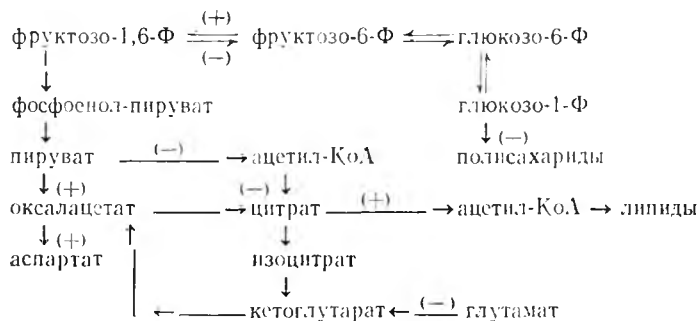 (+)
фруктозо-1,6-Ф ⇄ фруктозо-6-Ф ⇄ глюкозо-6-Ф
(−)
↓ ⇅
фосфоенол-пируват глюкозо-1-Ф
↓ ↓ (−)
пируват (−) → ацетил-КоА полисахариды
↓ (+) (−) ↓
оксалацетат → цитрат (+) → ацетил-КоА → липиды
↓ (+) ↑ ↓
аспартат изоцитрат
↓
← кетоглутарат ← (−) глутамат